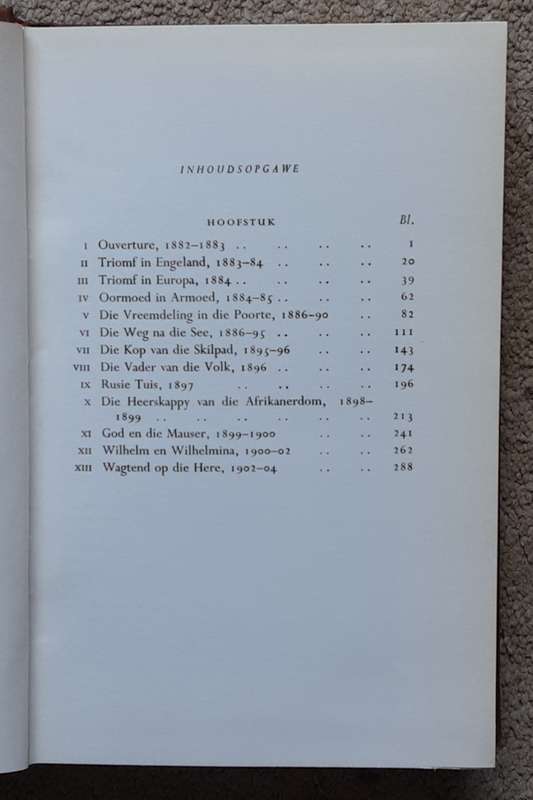 INHOUDSOPGAWE
HOOFSTUK Bl.
I Ouverture, 1882–1883 .. .. .. .. 1
II Triomf in Engeland, 1883–84 .. .. .. 20
III Triomf in Europa, 1884 .. .. .. .. 39
IV Oormoed in Armoed, 1884–85 .. .. .. 62
V Die Vreemdeling in die Poorte, 1886–90 .. 82
VI Die Weg na die See, 1886–95 .. .. .. 111
VII Die Kop van die Skilpad, 1895–96 .. .. 143
VIII Die Vader van die Volk, 1896 .. .. .. 174
IX Rusie Tuis, 1897 .. .. .. .. 196
X Die Heerskappy van die Afrikanerdom, 1898–
1899 .. .. .. .. .. .. 213
XI God en die Mauser, 1899–1900 .. .. 241
XII Wilhelm en Wilhelmina, 1900–02 .. .. 262
XIII Wagtend op die Here, 1902–04 .. .. 288